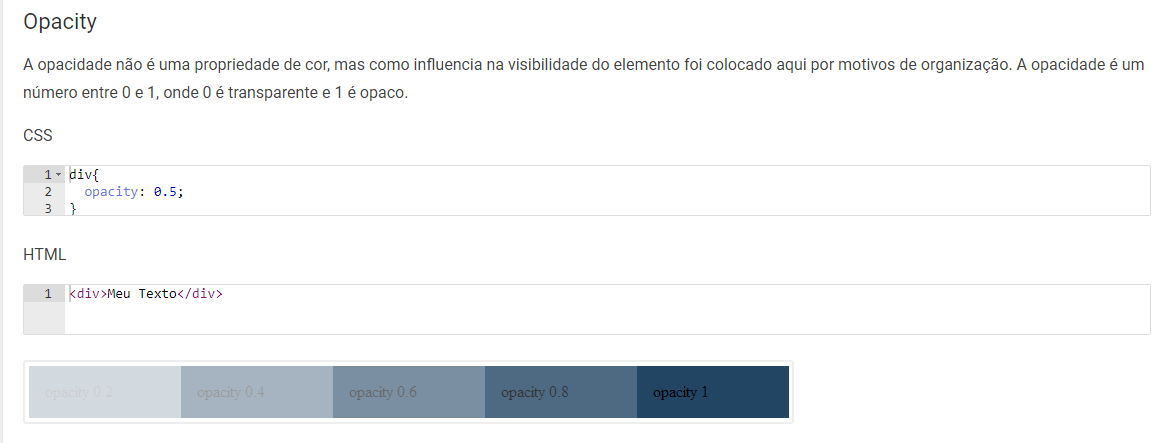 Opacity
A opacidade não é uma propriedade de cor, mas como influencia na visibilidade do elemento foi colocado aqui por motivos de organização. A opacidade é um
número entre 0 e 1, onde 0 é transparente e 1 é opaco.
CSS
1 div{
2 opacity: 0.5;
3 }
HTML
1 <div>Meu Texto</div>
opacity 0.2 opacity 0.4 opacity 0.6 opacity 0.8 opacity 1